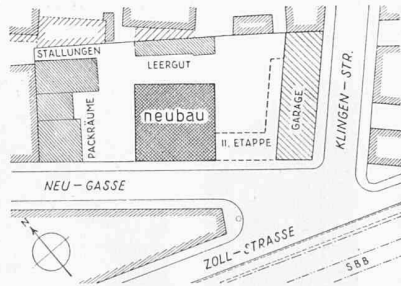 STALLUNGEN
LEERGUT
PACKRÄUME
neubau
II. ETAPPE
GARAGE
KLINGEN-STR.
NEU-GASSE
ZOLL-STRASSE
SBB
N